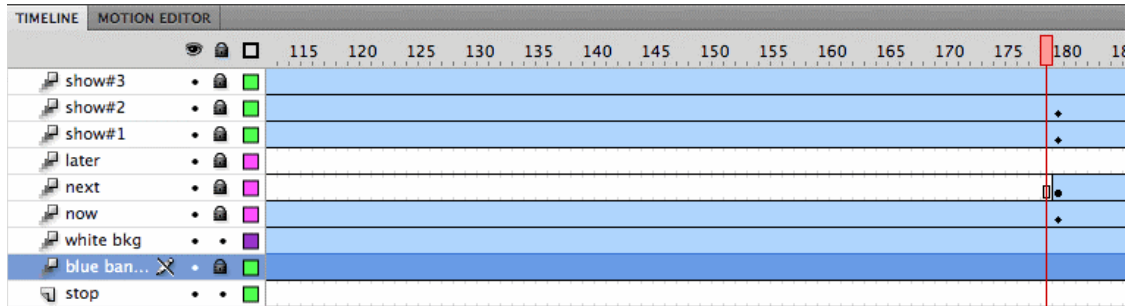 TIMELINE MOTION EDITOR
115 120 125 130 135 140 145 150 155 160 165 170 175 180 18
show#3
show#2
show#1
later
next
now
white bkg
blue ban...
stop